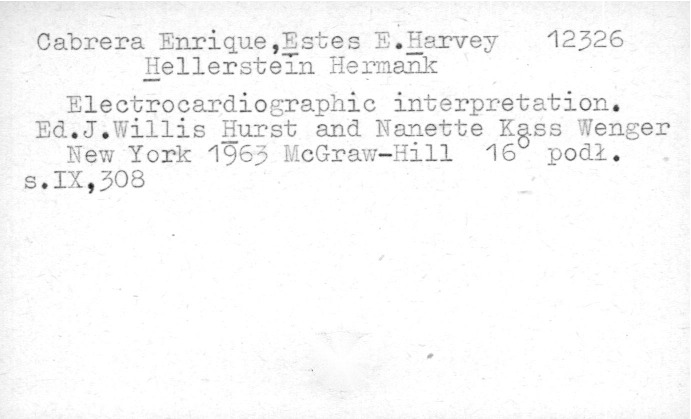 Cabrera Enrique,Estes E.Harvey 12326
Hellerstein Hermank
Electrocardiographic interpretation.
Ed.J.Willis Hurst and Nanette Kass Wenger
New York 1963 McGraw-Hill 16° podł.
s.IX,308